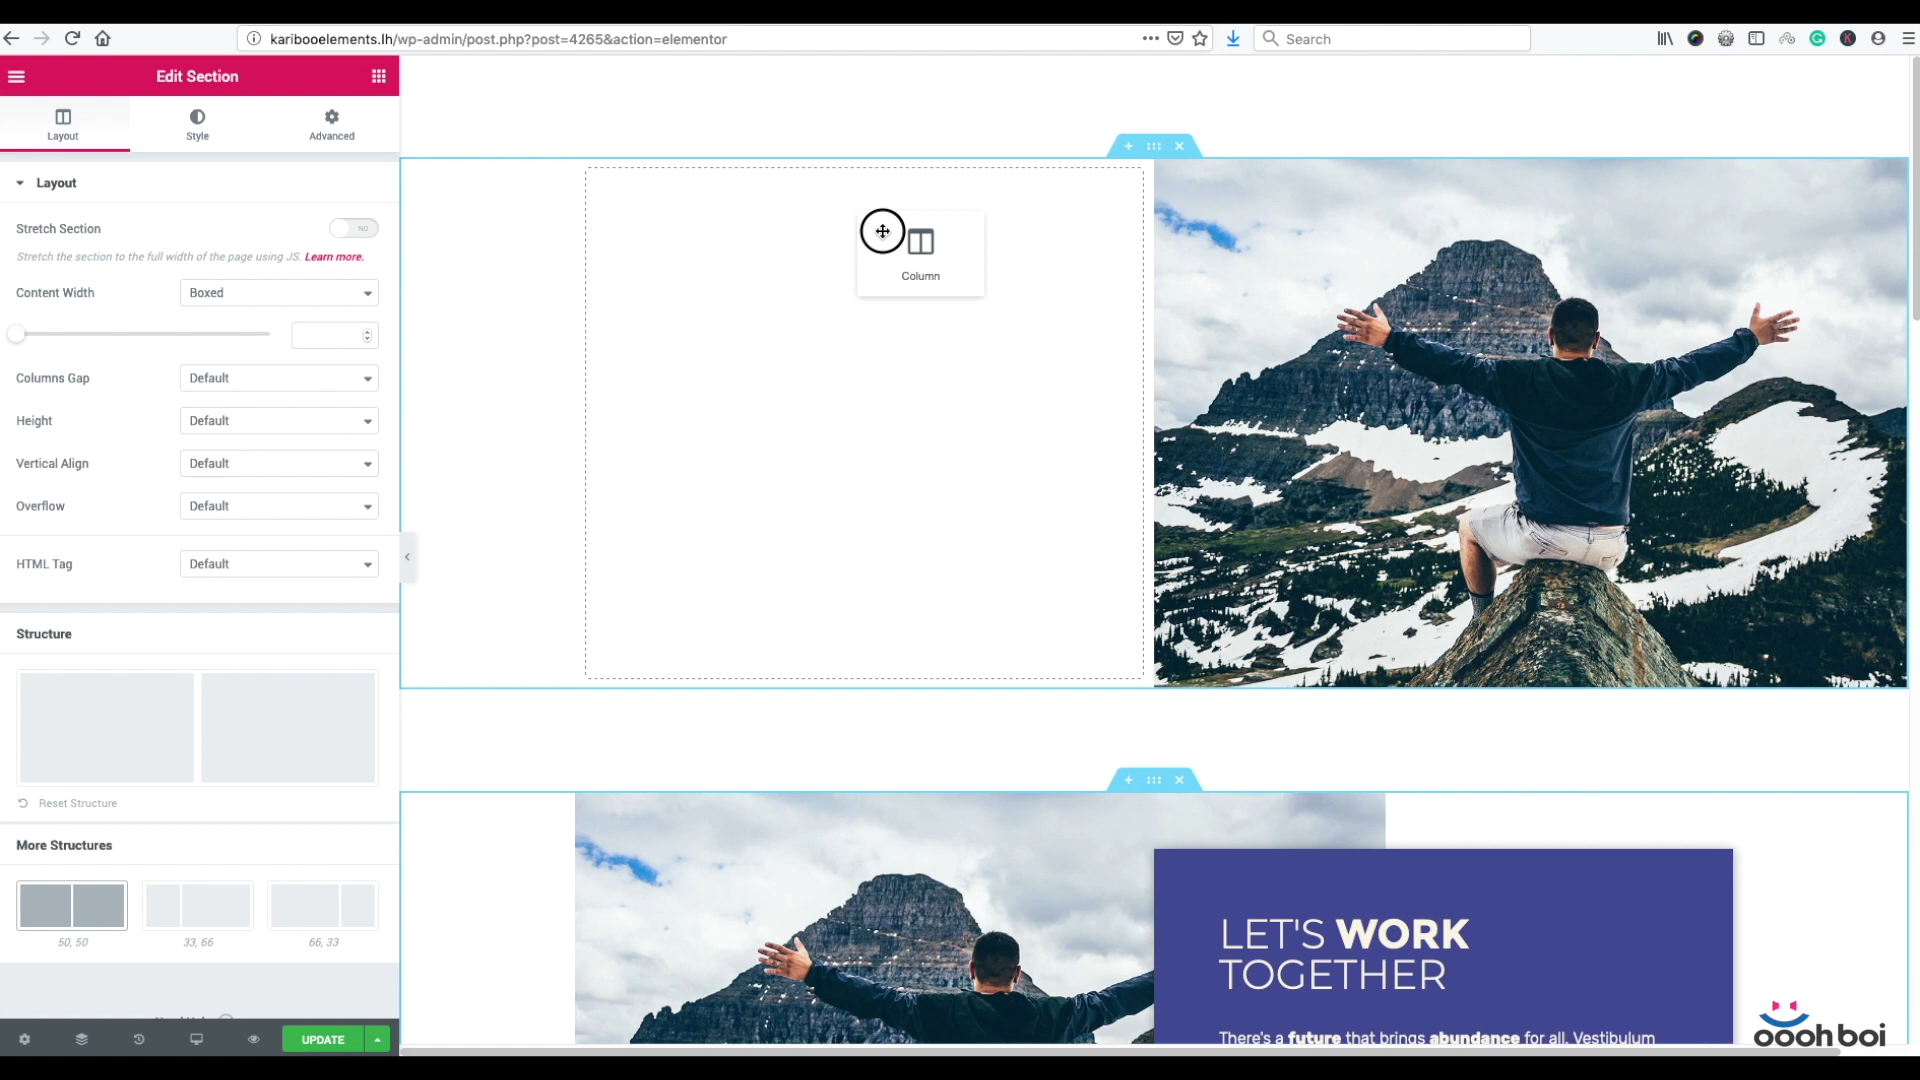 karibooelements.lh/wp-admin/post.php?post=4265&action=elementor
Search
Edit Section
Layout
Style
Advanced
Layout
Stretch Section
NO
Stretch the section to the full width of the page using JS. Learn more.
Content Width
Boxed
Columns Gap
Default
Height
Default
Vertical Align
Default
Overflow
Default
HTML Tag
Default
Structure
Reset Structure
More Structures
50, 50
33, 66
66, 33
UPDATE
Column
LET'S WORK
TOGETHER
There's a future that brings abundance for all. Vestibulum
ooohboi